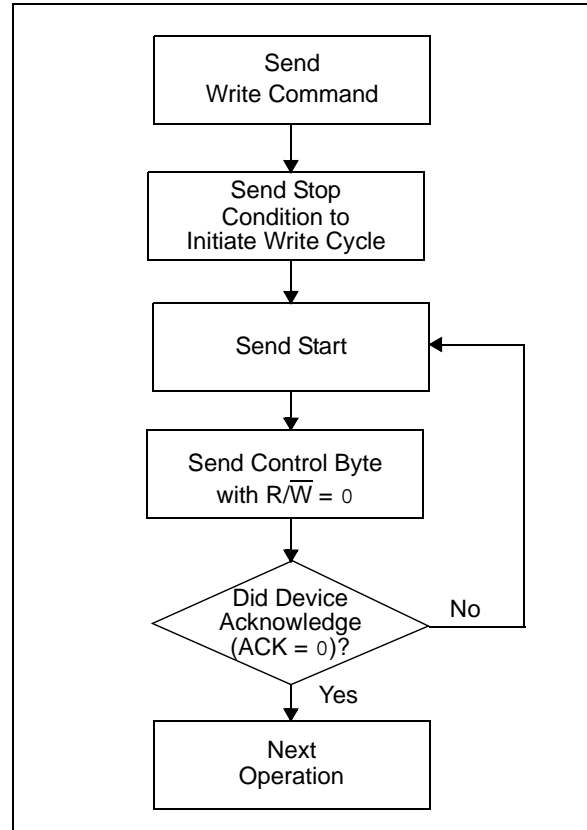 Send
Write Command
Send Stop
Condition to
Initiate Write Cycle
Send Start
Send Control Byte
with R/W̅ = 0
Did Device
Acknowledge
(ACK = 0)?
No
Yes
Next
Operation